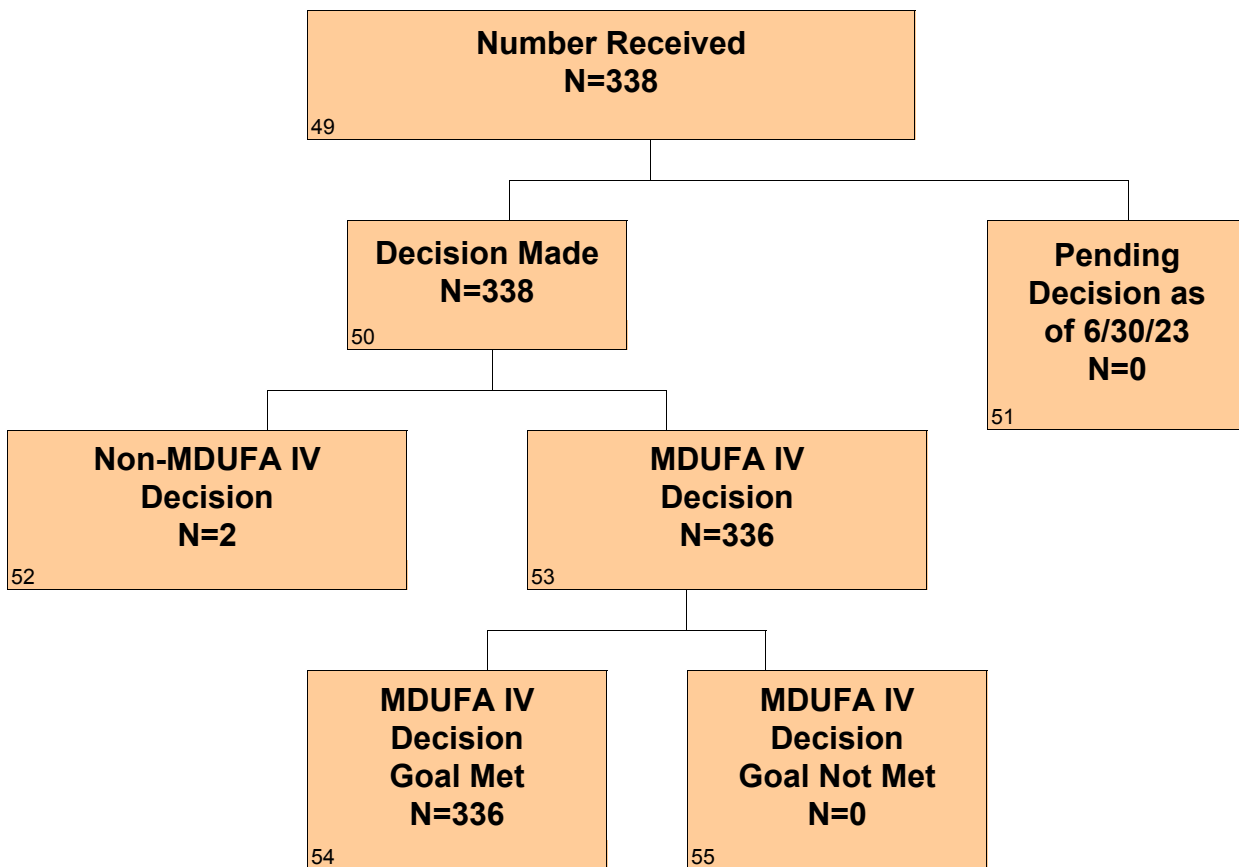 Number Received
N=338
49
Decision Made
N=338
50
Pending
Decision as
of 6/30/23
N=0
51
Non-MDUFA IV
Decision
N=2
52
MDUFA IV
Decision
N=336
53
MDUFA IV
Decision
Goal Met
N=336
54
MDUFA IV
Decision
Goal Not Met
N=0
55